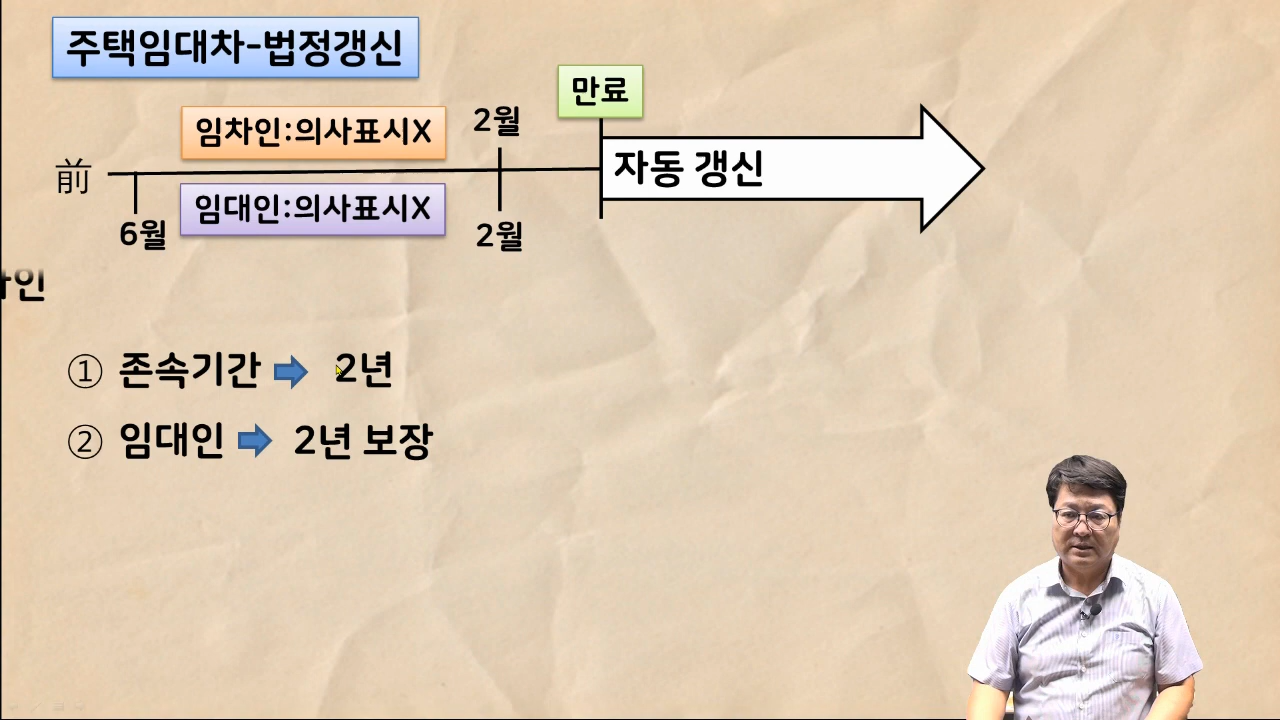 주택임대차-법정갱신
만료
임차인:의사표시X
2월
前
자동 갱신
임대인:의사표시X
6월
2월
인
① 존속기간 2년
② 임대인 2년 보장